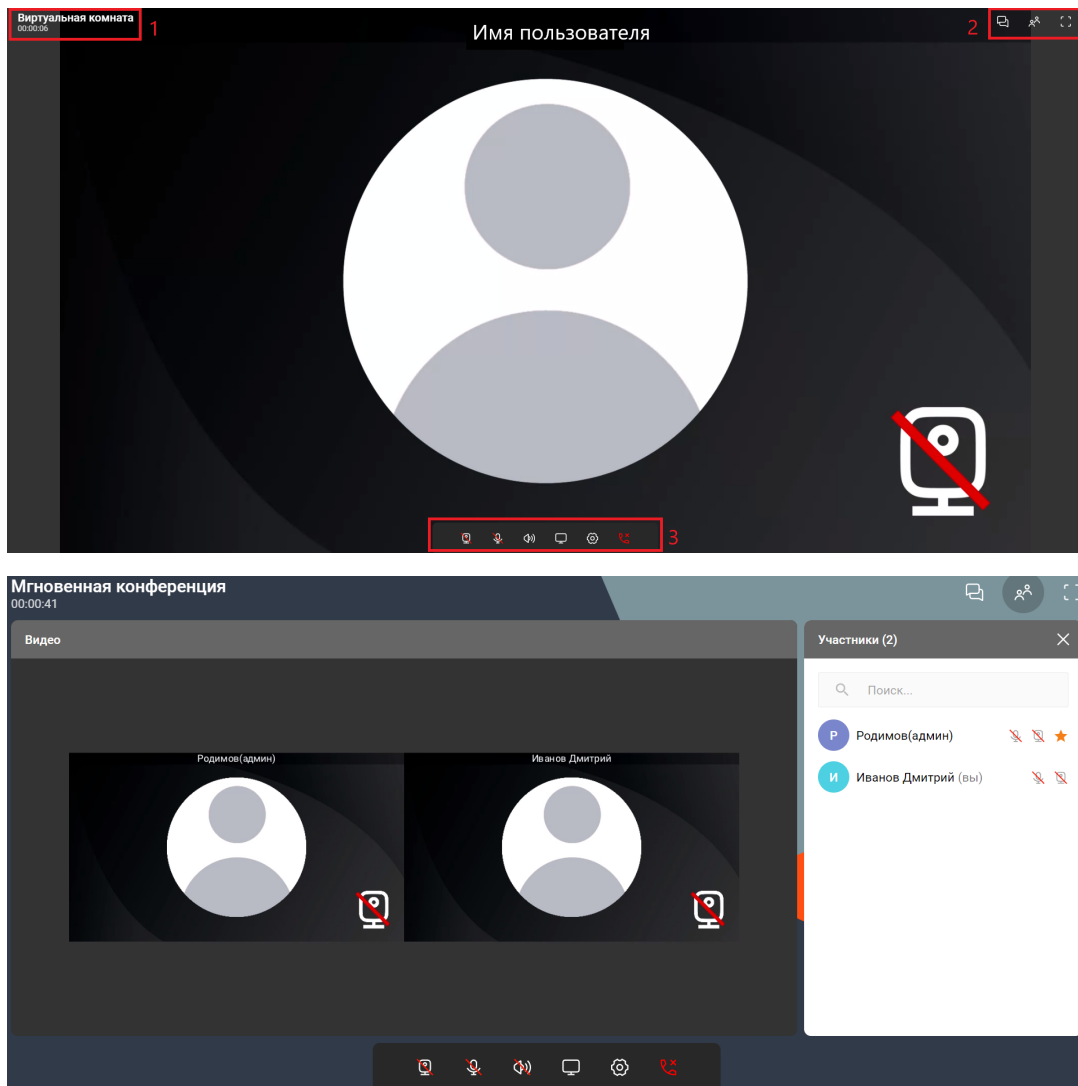 Виртуальная комната
00:00:06
1
Имя пользователя
2
3
Мгновенная конференция
00:00:41
Видео
Родимов(админ)
Иванов Дмитрий
Участники (2)
Поиск...
Р Родимов(админ)
И Иванов Дмитрий (вы)